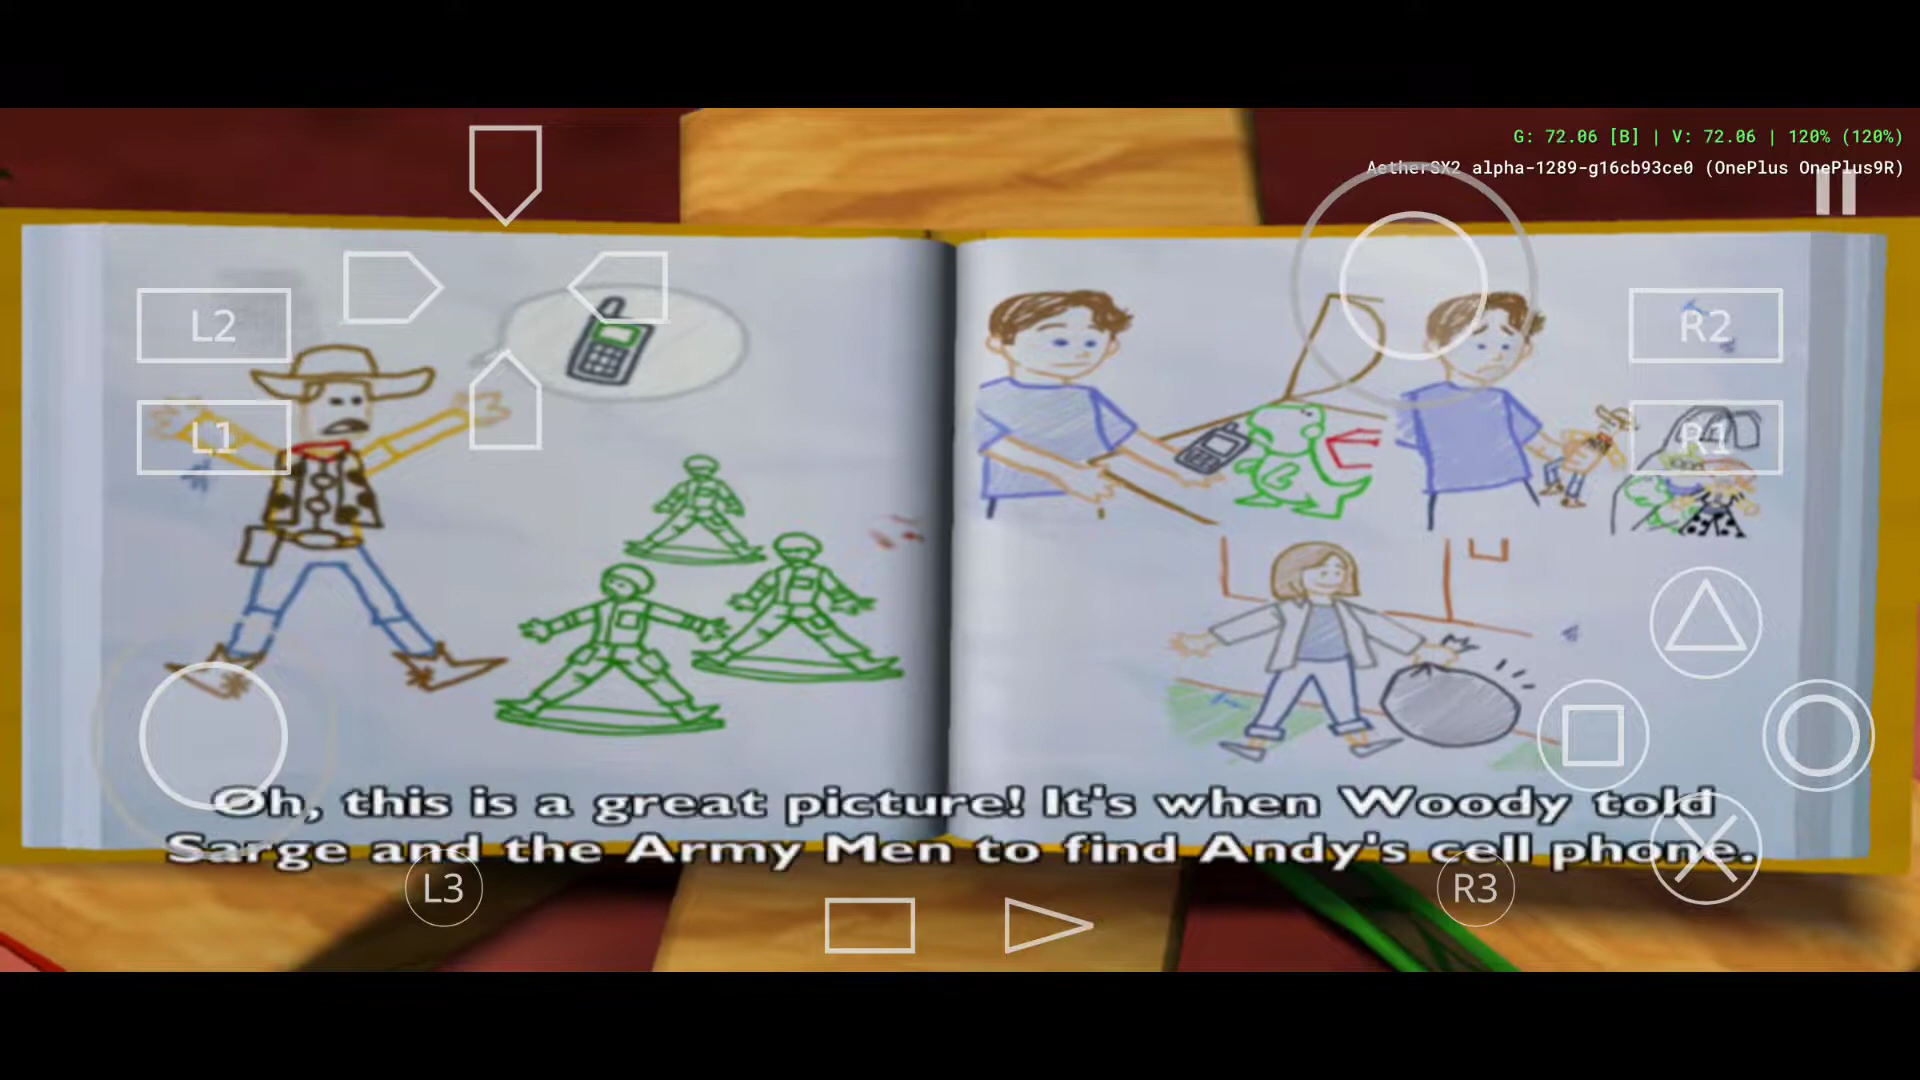 G: 72.06 [B] | V: 72.06 | 120% (120%)
AetherSX2 alpha-1289-g16cb93ce0 (OnePlus OnePlus9R)
L2
R2
L1
R1
Oh, this is a great picture! It's when Woody told
Sarge and the Army Men to find Andy's cell phone.
L3
R3